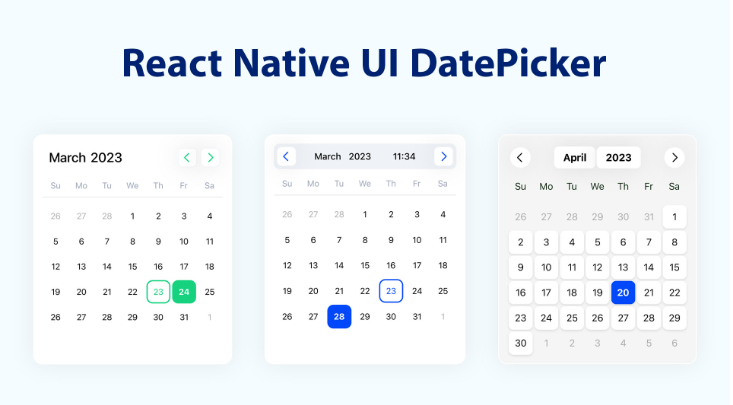 React Native UI DatePicker
March 2023
Su Mo Tu We Th Fr Sa
26 27 28 1 2 3 4
5 6 7 8 9 10 11
12 13 14 15 16 17 18
19 20 21 22 23 24 25
26 27 28 29 30 31 1
March 2023 11:34
Su Mo Tu We Th Fr Sa
26 27 28 1 2 3 4
5 6 7 8 9 10 11
12 13 14 15 16 17 18
19 20 21 22 23 24 25
26 27 28 29 30 31 1
April 2023
Su Mo Tu We Th Fr Sa
26 27 28 29 30 31 1
2 3 4 5 6 7 8
9 10 11 12 13 14 15
16 17 18 19 20 21 22
23 24 25 26 27 28 29
30 1 2 3 4 5 6